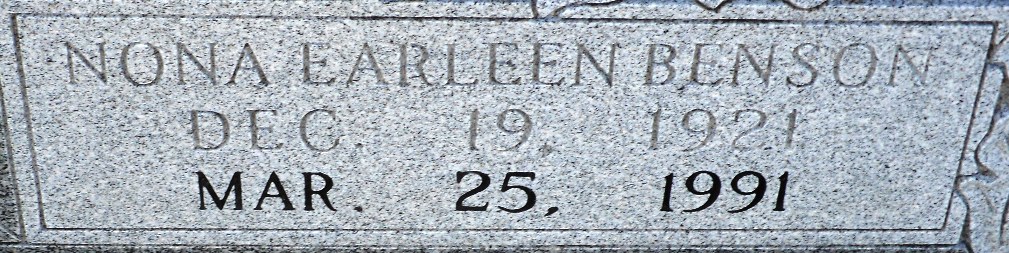 NONA EARLEEN BENSON
DEC. 19, 1921
MAR. 25, 1991